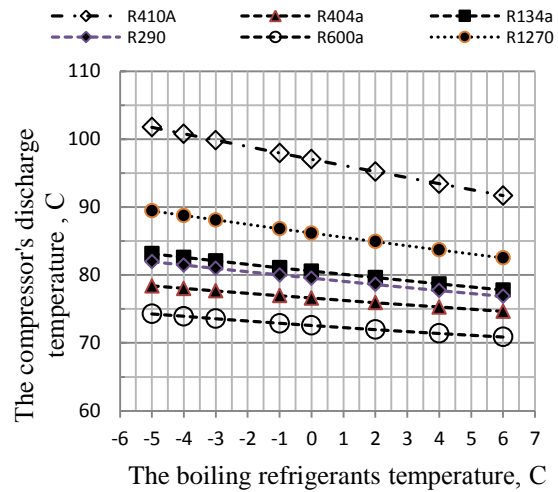 R410A R404a R134a
R290 R600a R1270
The compressor's discharge
temperature , C
110
100
90
80
70
60
-6 -5 -4 -3 -2 -1 0 1 2 3 4 5 6 7
The boiling refrigerants temperature, C